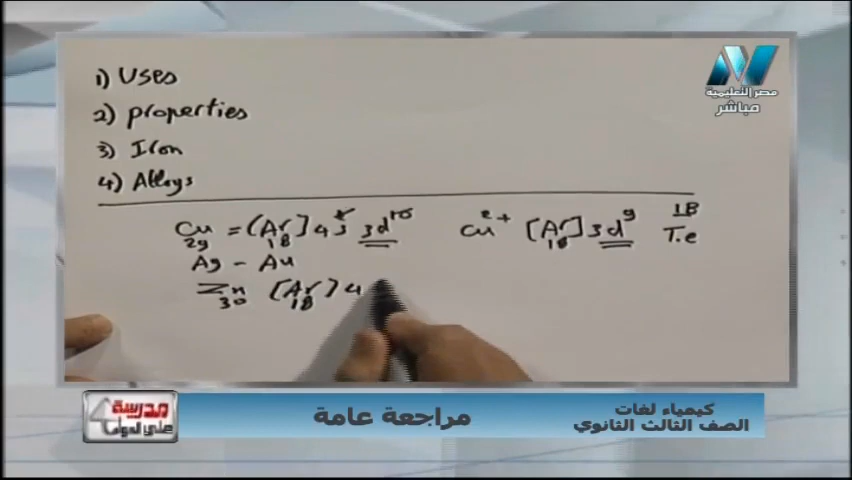 1) Uses
2) properties
3) Iron
4) Alloys
Cu = [Ar] 4s 3d¹⁰ Cu²⁺ [Ar] 3d⁹ 1B
29 18 18 T.e
Ag - Au
Zn [Ar] 4
30 18
مصر التعليمية
مباشر
مدرسة
على الهواء
مراجعة عامة
كيمياء لغات
الصف الثالث الثانوي